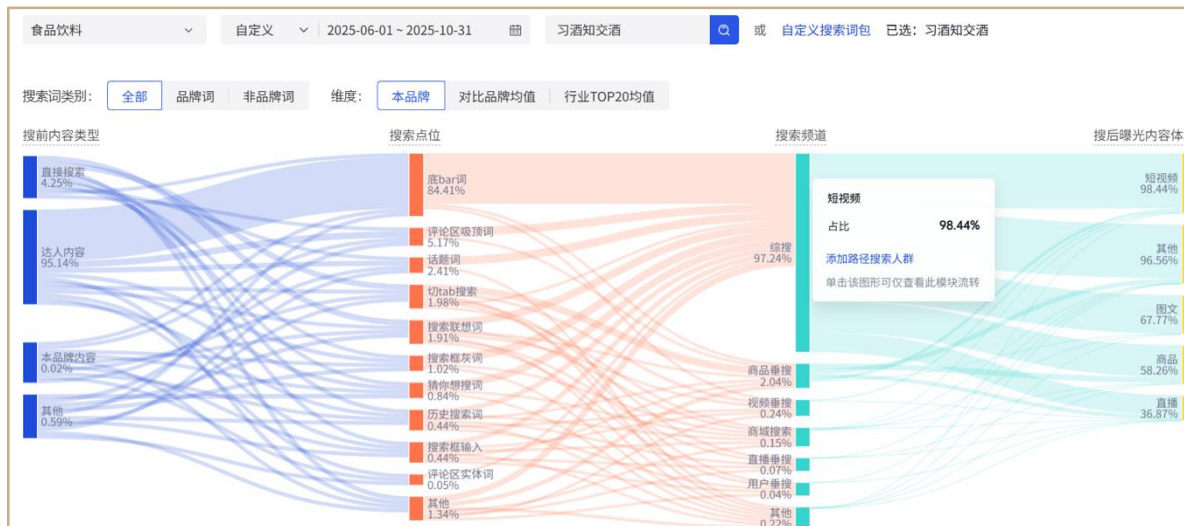 食品饮料 自定义 2025-06-01 ~ 2025-10-31 习酒知交酒 或 自定义搜索词包 已选：习酒知交酒
搜索词类别： 全部 品牌词 非品牌词 维度： 本品牌 对比品牌均值 行业TOP20均值
搜前内容类型 搜索点位 搜索频道 搜后曝光内容体
直接搜索
4.25%
达人内容
95.14%
本品牌内容
0.02%
其他
0.59%
底bar词
84.41%
评论区吸顶词
5.17%
话题词
2.41%
切tab搜索
1.98%
搜索联想词
1.91%
搜索框灰词
1.02%
猜你想搜词
0.84%
历史搜索词
0.44%
搜索框输入
0.44%
评论区实体词
0.05%
其他
1.34%
综搜
97.24%
商品垂搜
2.04%
视频垂搜
0.24%
商城搜索
0.15%
直播垂搜
0.07%
用户垂搜
0.04%
其他
0.22%
短视频
占比 98.44%
添加路径搜索人群
单击该图形可仅查看此模块流转
短视频
98.44%
其他
96.56%
图文
67.77%
商品
58.26%
直播
36.87%